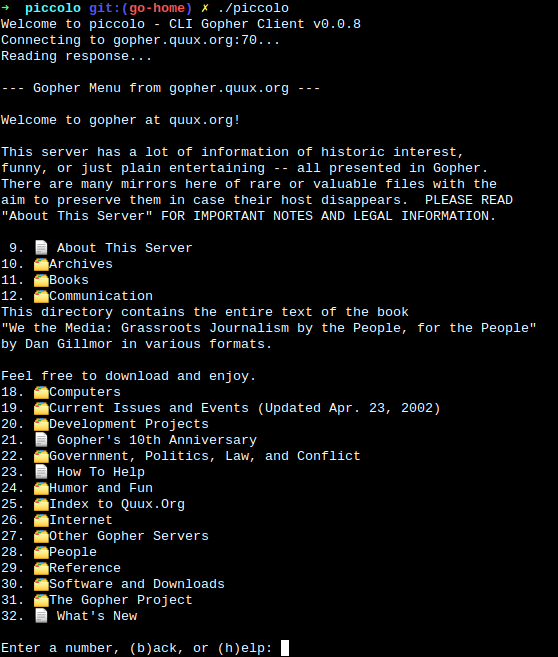 ➜  piccolo git:(go-home) ✗ ./piccolo
Welcome to piccolo - CLI Gopher Client v0.0.8
Connecting to gopher.quux.org:70...
Reading response...

--- Gopher Menu from gopher.quux.org ---

Welcome to gopher at quux.org!

This server has a lot of information of historic interest,
funny, or just plain entertaining -- all presented in Gopher.
There are many mirrors here of rare or valuable files with the
aim to preserve them in case their host disappears.  PLEASE READ
"About This Server" FOR IMPORTANT NOTES AND LEGAL INFORMATION.

 9. 📄 About This Server
10. 🗂️Archives
11. 🗂️Books
12. 🗂️Communication
This directory contains the entire text of the book
"We the Media: Grassroots Journalism by the People, for the People"
by Dan Gillmor in various formats.

Feel free to download and enjoy.
18. 🗂️Computers
19. 🗂️Current Issues and Events (Updated Apr. 23, 2002)
20. 🗂️Development Projects
21. 📄 Gopher's 10th Anniversary
22. 🗂️Government, Politics, Law, and Conflict
23. 📄 How To Help
24. 🗂️Humor and Fun
25. 🗂️Index to Quux.Org
26. 🗂️Internet
27. 🗂️Other Gopher Servers
28. 🗂️People
29. 🗂️Reference
30. 🗂️Software and Downloads
31. 🗂️The Gopher Project
32. 📄 What's New

Enter a number, (b)ack, or (h)elp: